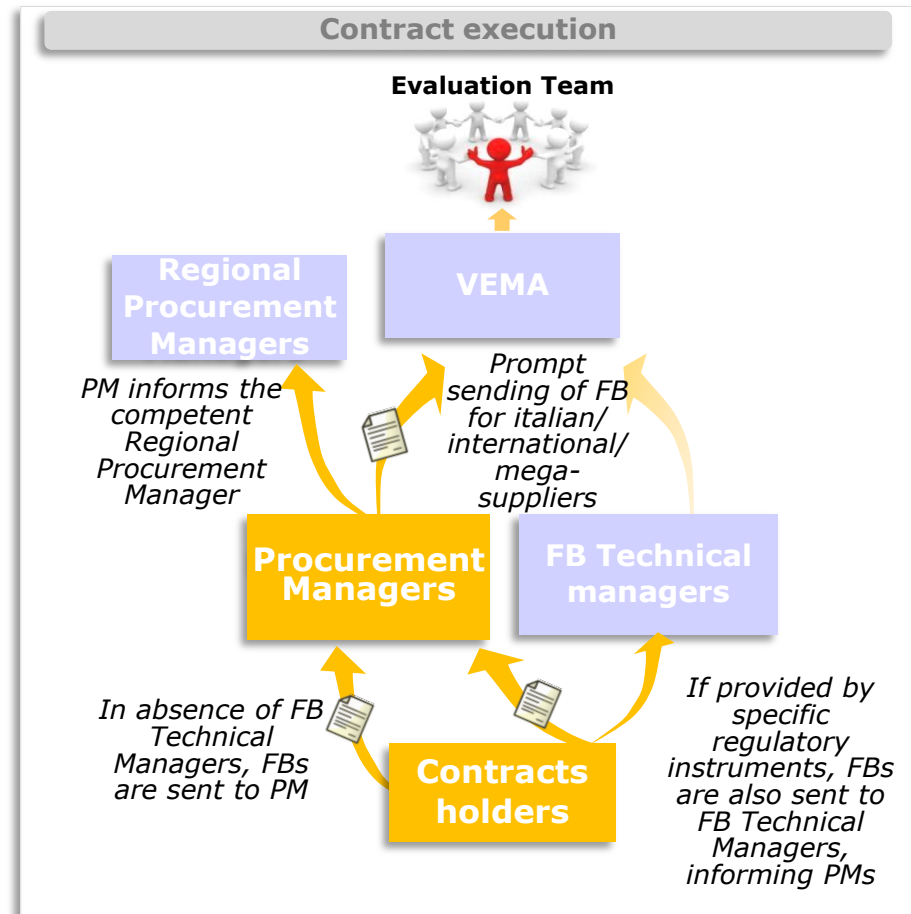 Contract execution
Evaluation Team
Regional
Procurement
Managers
VEMA
PM informs the
competent
Regional
Procurement
Manager
Prompt
sending of FB
for italian/
international/
mega-
suppliers
Procurement
Managers
FB Technical
managers
In absence of FB
Technical
Managers, FBs
are sent to PM
Contracts
holders
If provided by
specific
regulatory
instruments, FBs
are also sent to
FB Technical
Managers,
informing PMs